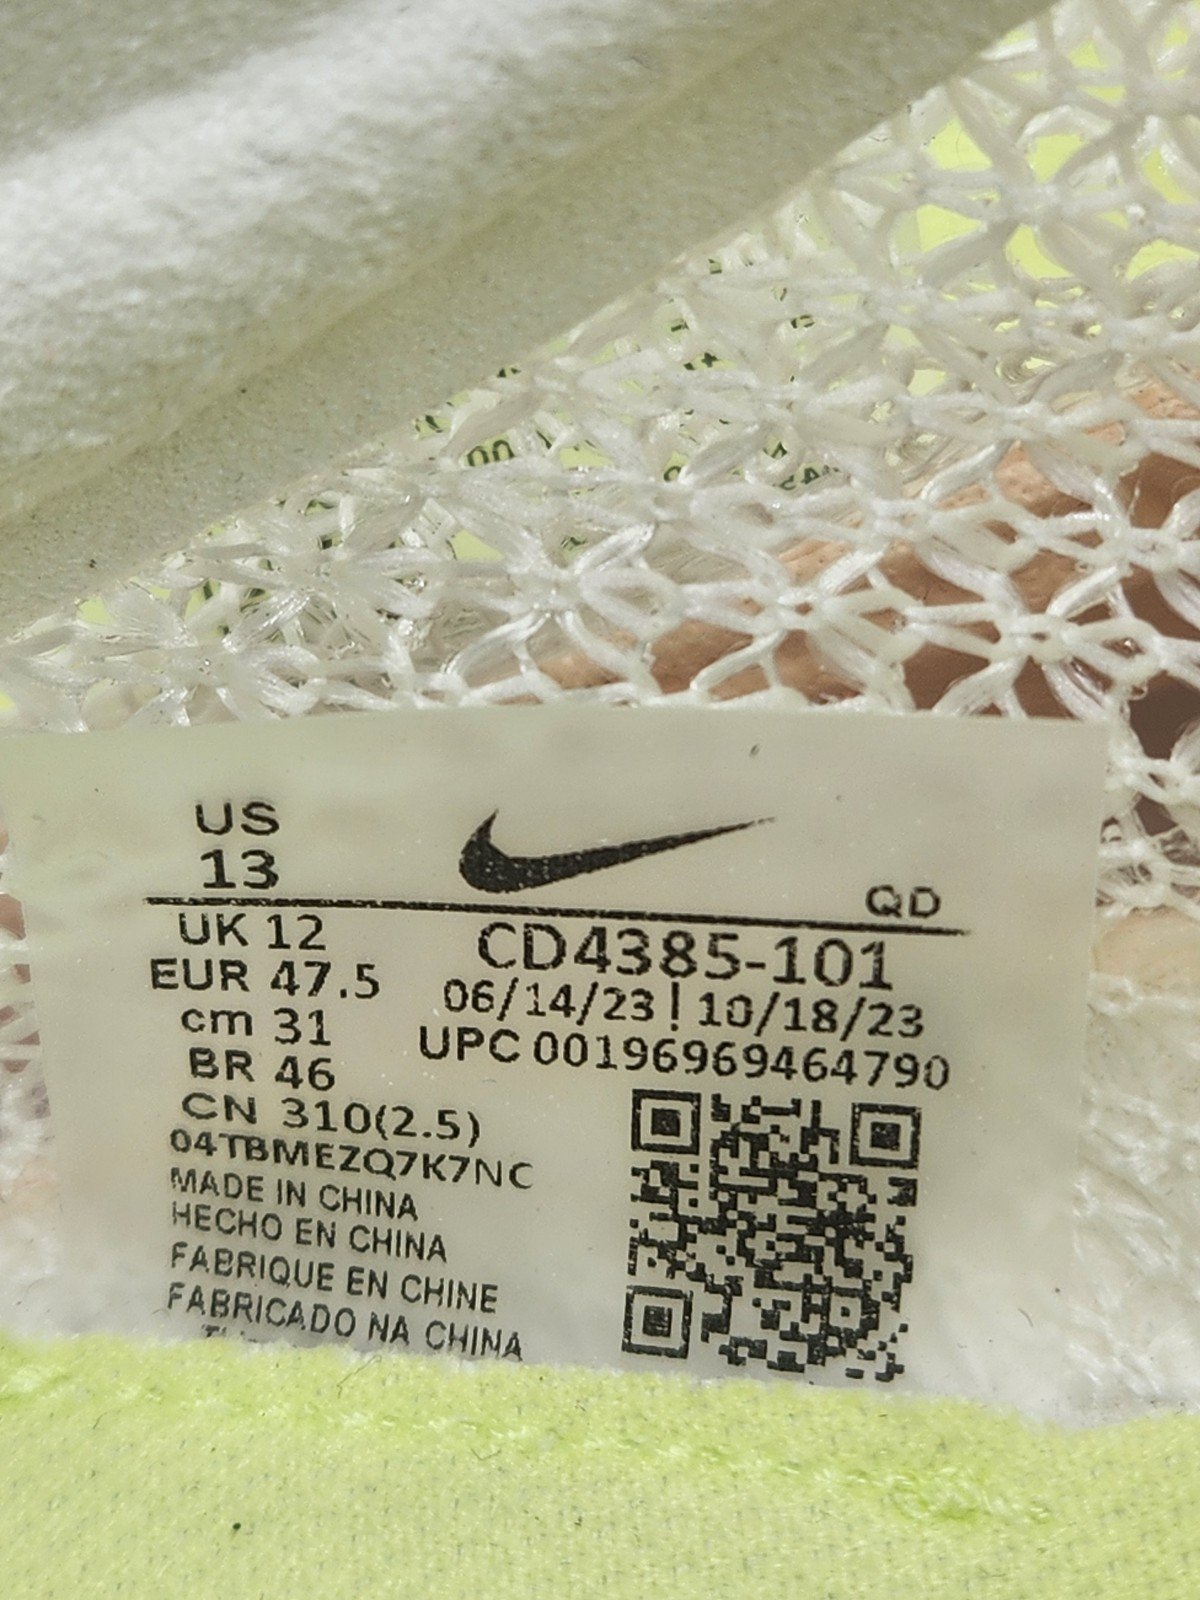 US
13
QD
UK 12
EUR 47.5
cm 31
BR 46
CN 310(2.5)
04TBMEZQ7K7NC
MADE IN CHINA
HECHO EN CHINA
FABRIQUE EN CHINE
FABRICADO NA CHINA
CD4385-101
06/14/23!10/18/23
UPC 00196969464790